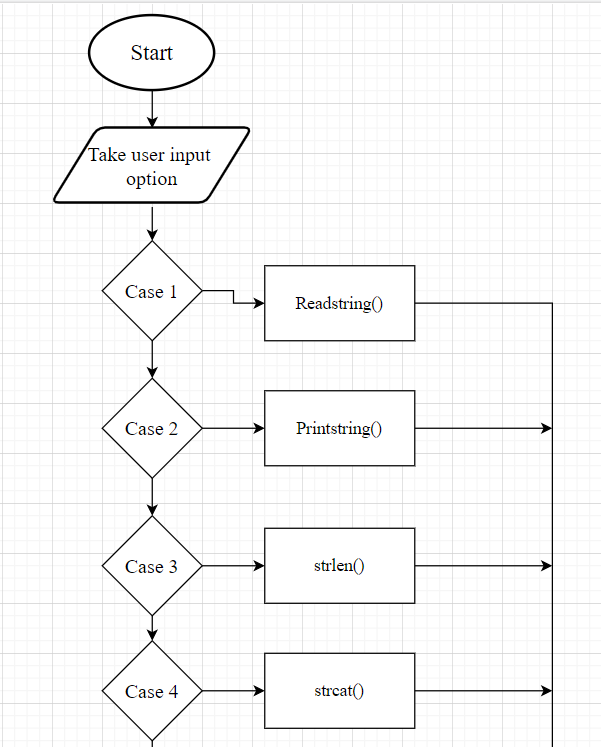 Start
Take user input
option
Case 1
Readstring()
Case 2
Printstring()
Case 3
strlen()
Case 4
strcat()